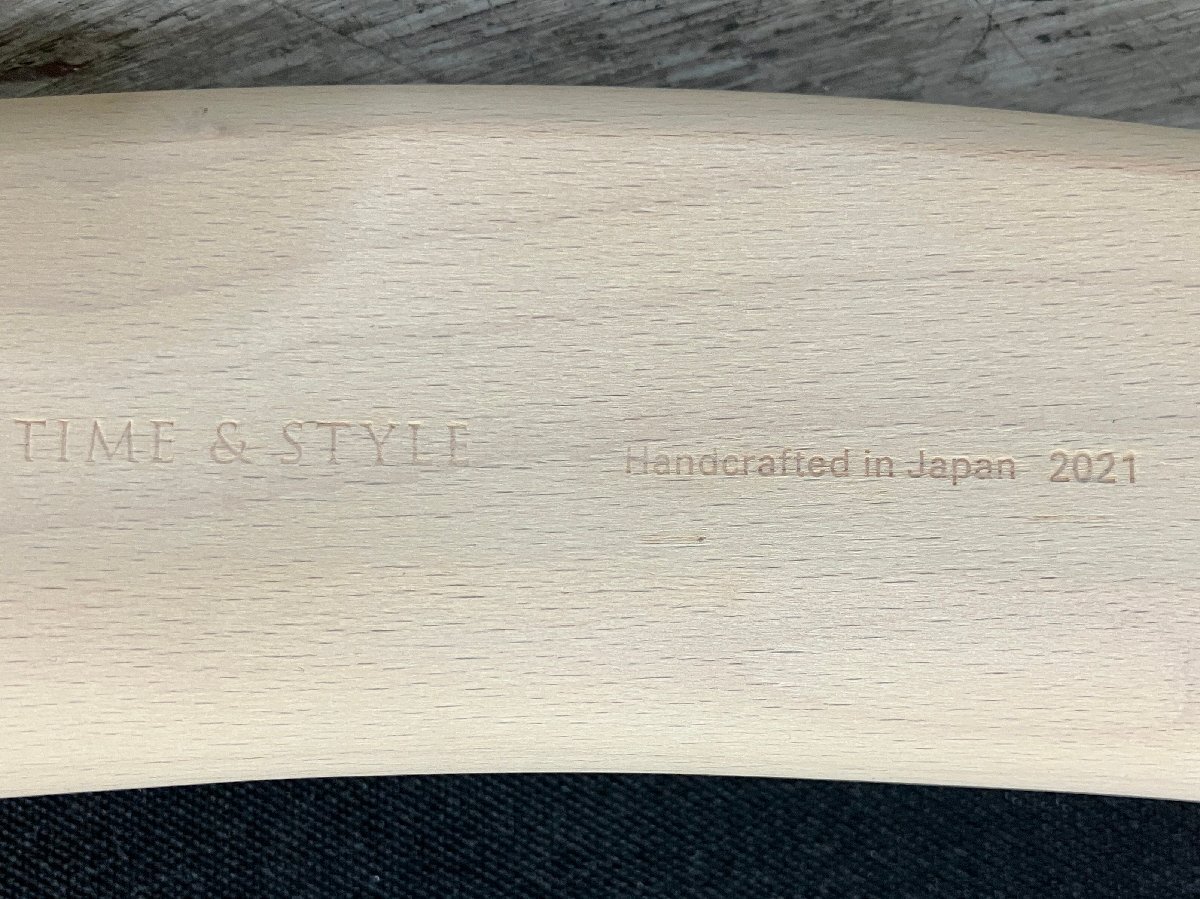 TIME & STYLE
Handcrafted in Japan 2021